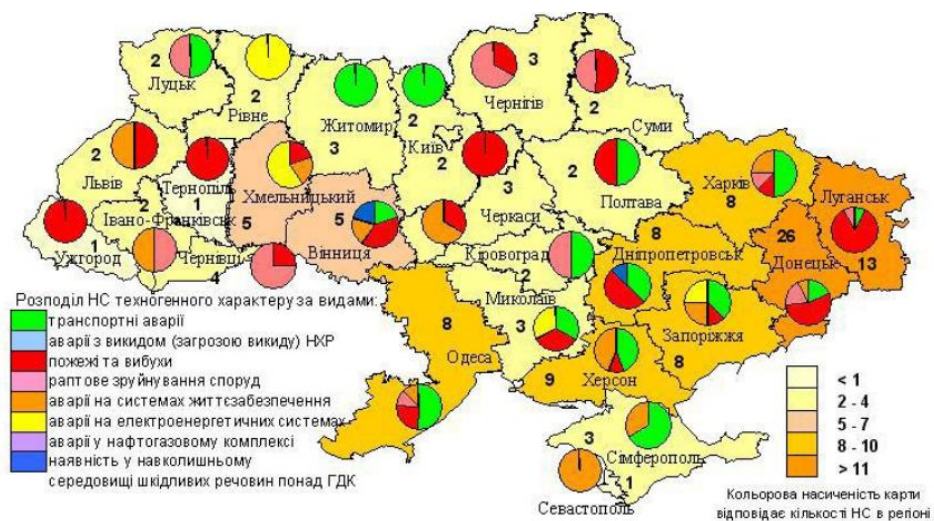 2
Луцьк
2
Рівне
Житомир
3
2
Київ
2
3
Чернігів
2
Суми
2
Львів
Тернопіль
1
Хмельницький
5
5
Вінниця
3
Черкаси
2
Полтава
Харків
8
Луганськ
13
26
Донецьк
2
Івано-Франківськ
1
Ужгород
Чернівці
4
Кіровоград
2
8
Дніпропетровськ
Миколаїв
3
8
Одеса
Запоріжжя
8
9
Херсон
3
Сімферополь
1
Севастополь
Розподіл НС техногенного характеру за видами:
транспортні аварії
аварії з викидом (загрозою викиду) НХР
пожежі та вибухи
раптове зруйнування споруд
аварії на системах життєзабезпечення
аварії на електроенергетичних системах
аварії у нафтогазовому комплексі
наявність у навколишньому
середовищі шкідливих речовин понад ГДК
< 1
2 - 4
5 - 7
8 - 10
> 11
Кольорова насиченість карти
відповідає кількості НС в регіоні